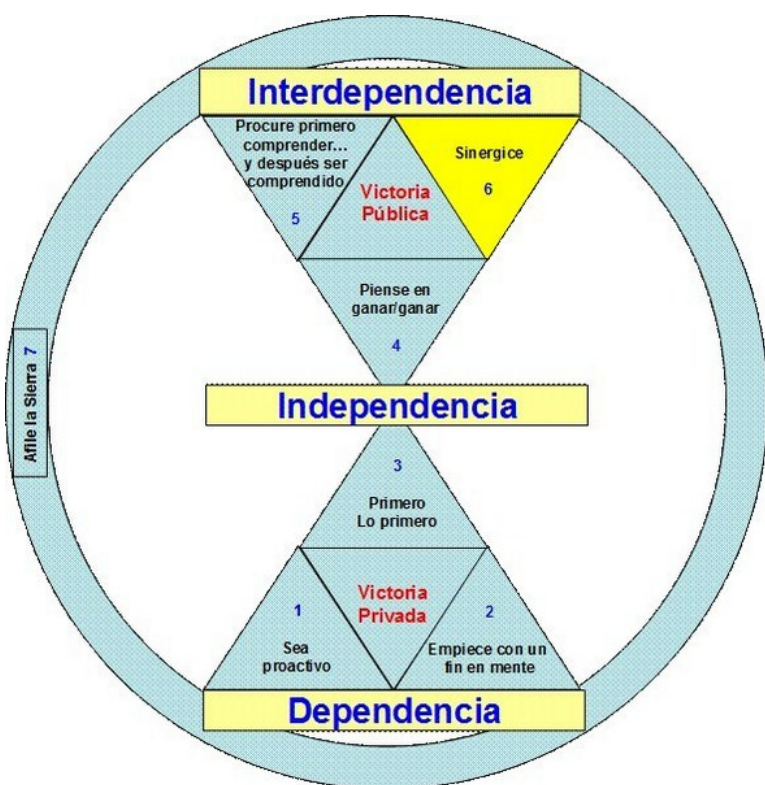 Interdependencia
Procure primero
comprender...
y después ser
comprendido
5
Victoria
Pública
Sinergice
6
Piense en
ganar/ganar
4
Afile la Sierra 7
Independencia
3
Primero
Lo primero
1
Sea
proactivo
Victoria
Privada
2
Empiece con un
fin en mente
Dependencia